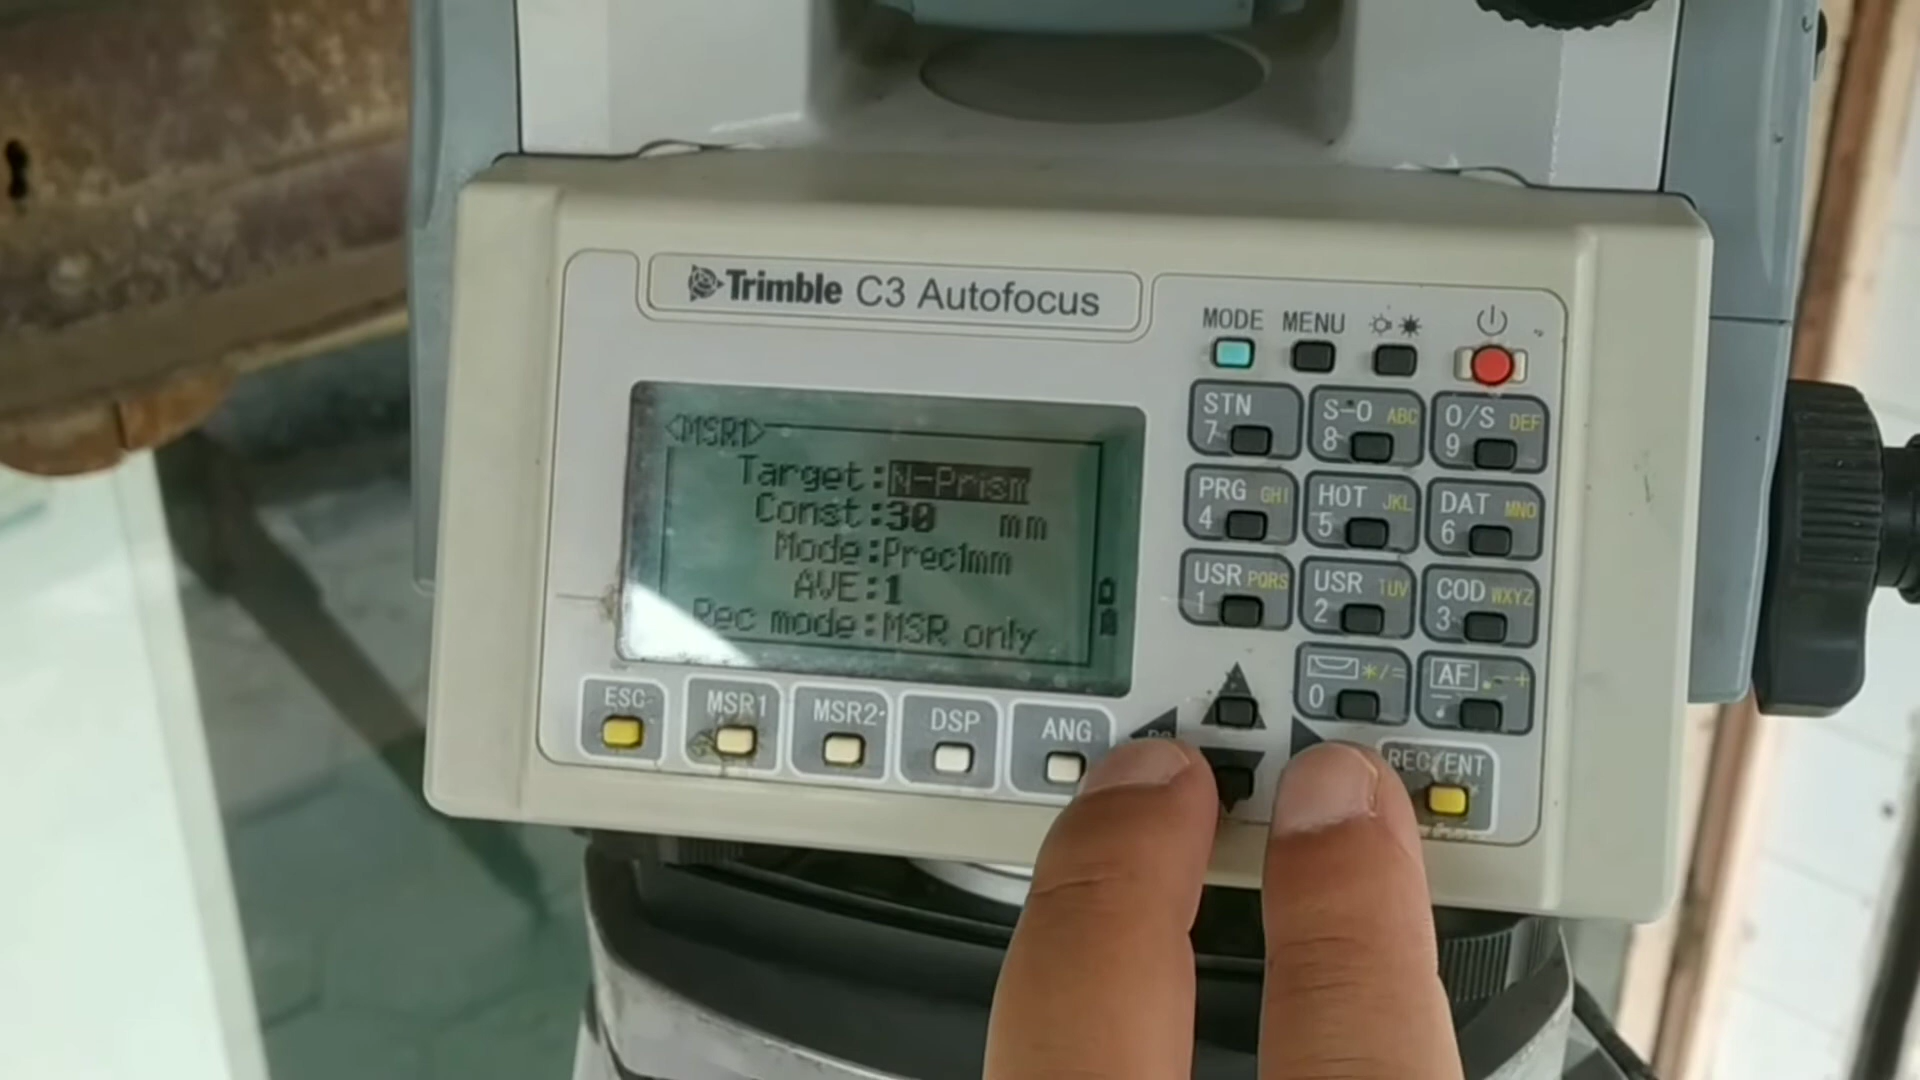 Trimble C3 Autofocus
MODE MENU
<MSR1>
Target:N-Prism
Const:30 mm
Mode:Prec1mm
AVE:1
Rec mode:MSR only
STN
7
S-O ABC
8
O/S DEF
9
PRG GHI
4
HOT JKL
5
DAT MNO
6
USR PQRS
1
USR TUV
2
COD WXYZ
3
*/=
0
AF .-+
ESC
MSR1
MSR2
DSP
ANG
REC/ENT